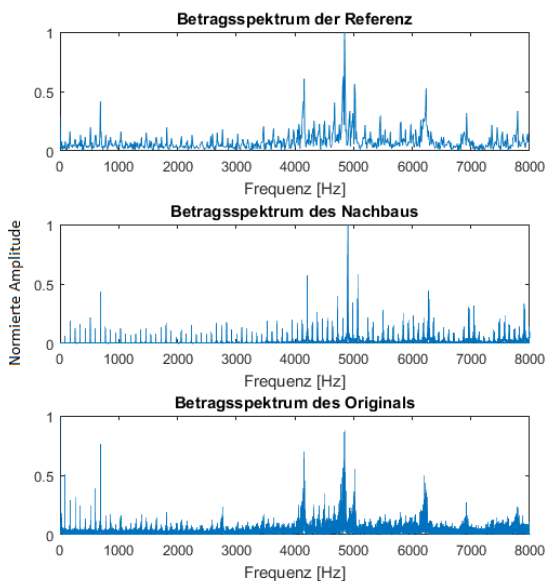 Betragsspektrum der Referenz
1
0.5
0
0 1000 2000 3000 4000 5000 6000 7000 8000
Frequenz [Hz]
Normierte Amplitude
Betragsspektrum des Nachbaus
1
0.5
0
0 1000 2000 3000 4000 5000 6000 7000 8000
Frequenz [Hz]
Betragsspektrum des Originals
1
0.5
0
0 1000 2000 3000 4000 5000 6000 7000 8000
Frequenz [Hz]